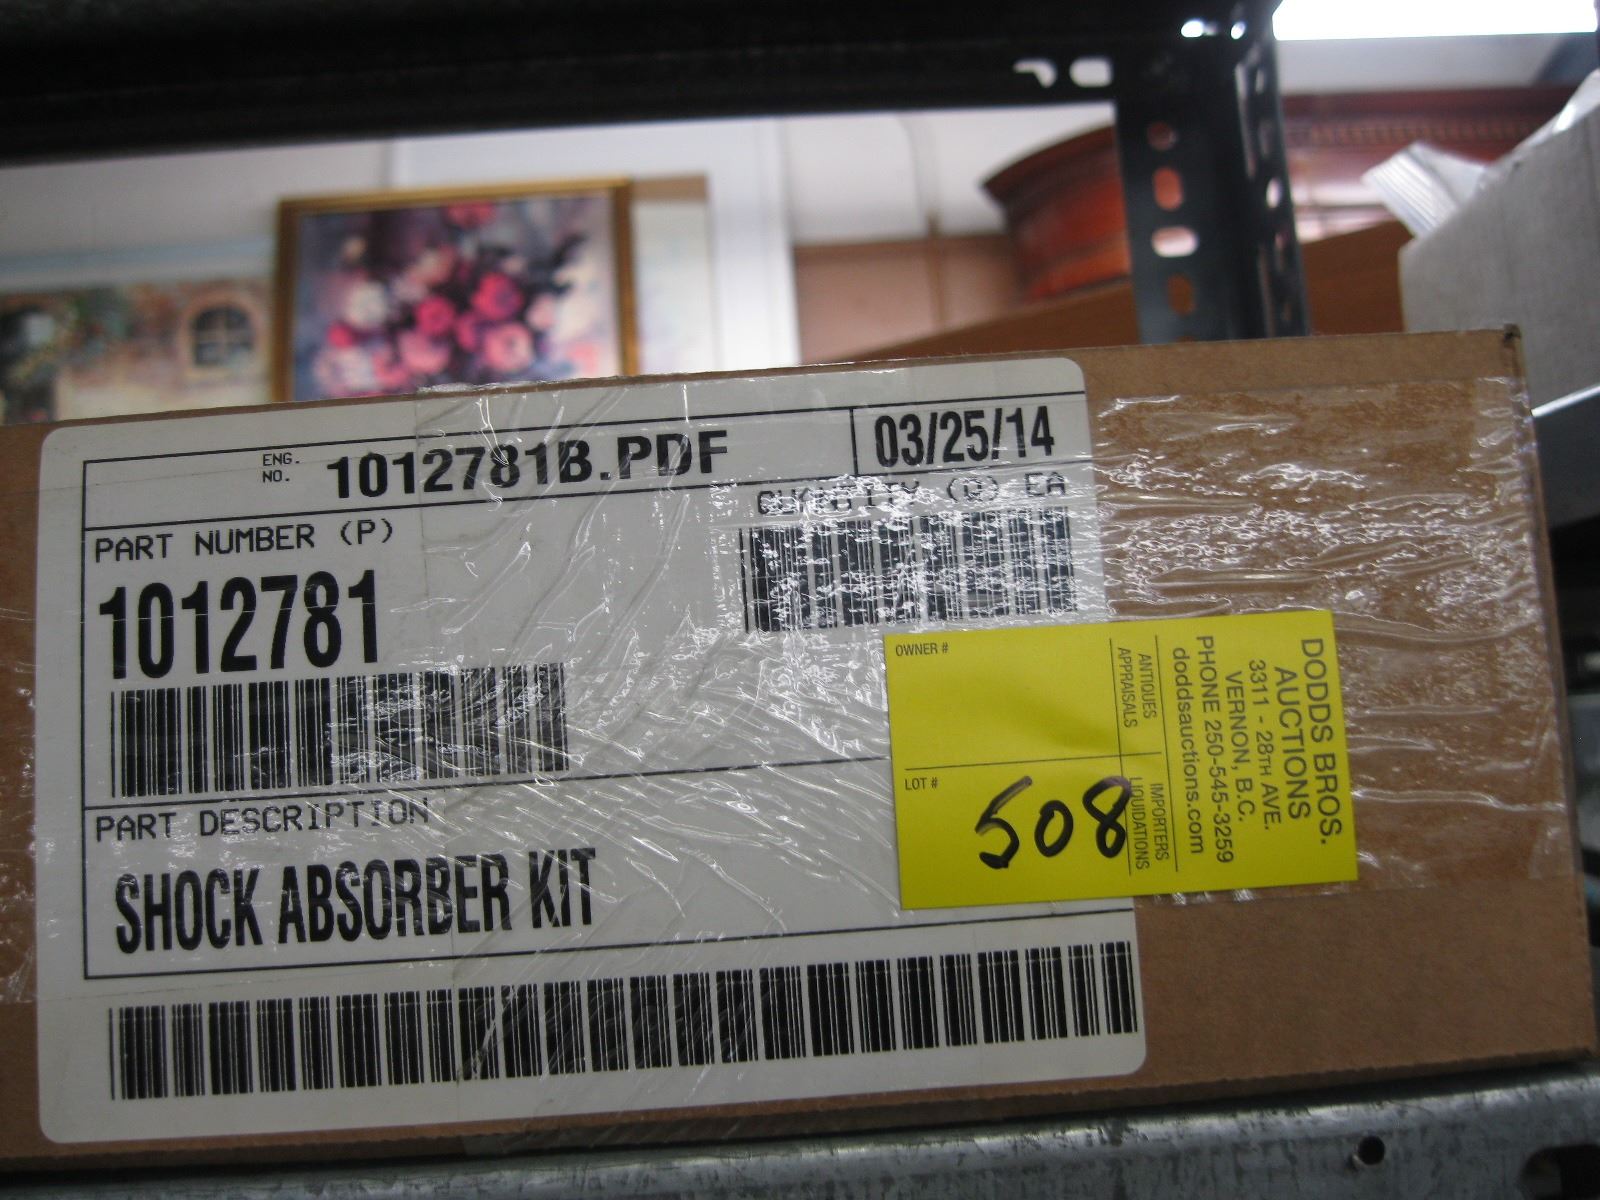 ENG. NO. 1012781B.PDF
03/25/14
PART NUMBER (P)
1012781
QUANTITY (Q) EA
PART DESCRIPTION
SHOCK ABSORBER KIT
OWNER #
LOT #
508
ANTIQUES
APPRAISALS
IMPORTERS
LIQUIDATIONS
DODDS BROS.
AUCTIONS
3311 - 28TH AVE.
VERNON, B.C.
PHONE 250-545-3259
doddsauctions.com